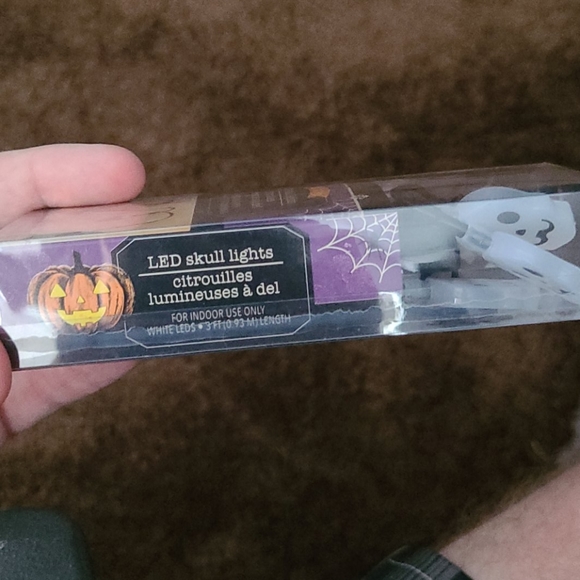 LED skull lights
citrouilles
lumineuses à del
FOR INDOOR USE ONLY
WHITE LEDS • 3 FT (0.93 M) LENGTH